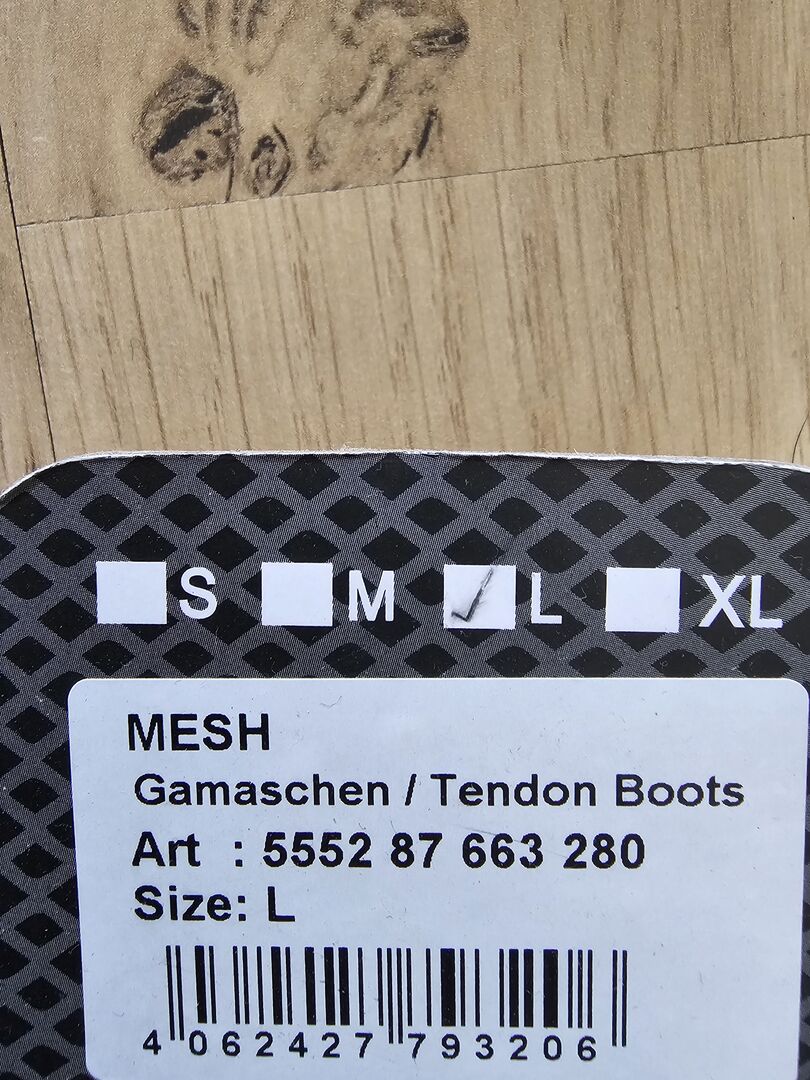 S M L XL
MESH
Gamaschen / Tendon Boots
Art : 5552 87 663 280
Size: L
4 062427 793206